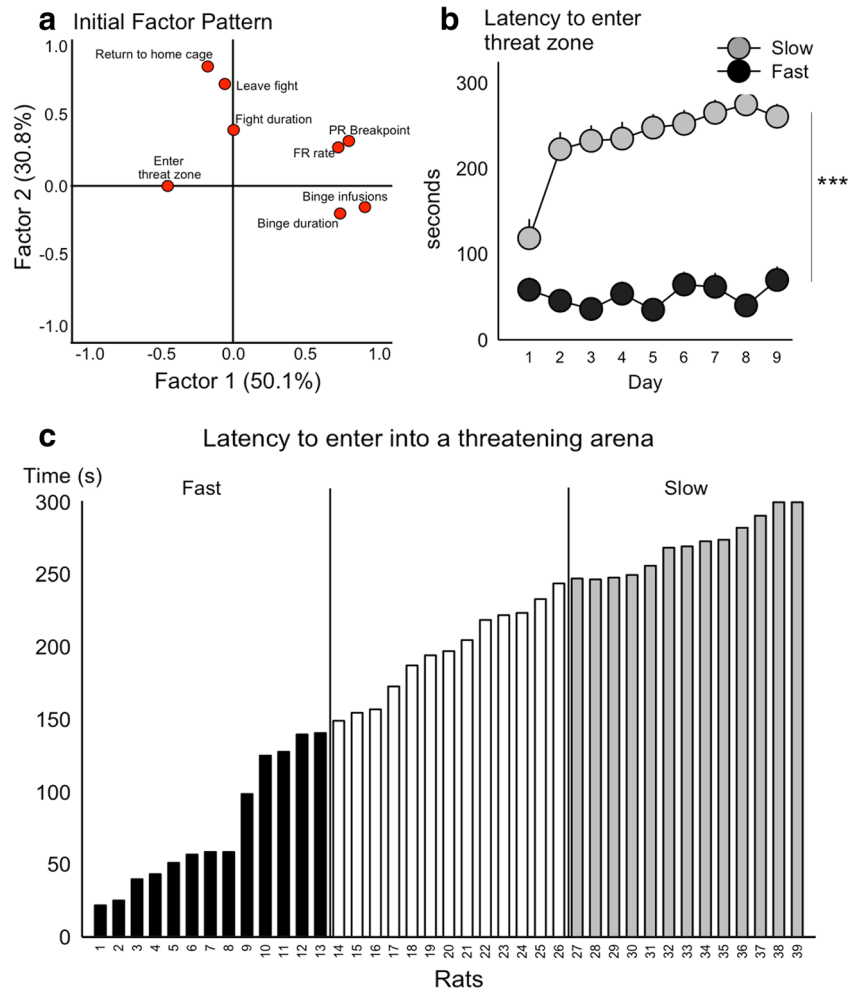 a Initial Factor Pattern
1.0
0.5
0.0
-0.5
-1.0
Factor 2 (30.8%)
Return to home cage
Leave fight
Fight duration
PR Breakpoint
FR rate
Enter
threat zone
Binge infusions
Binge duration
-1.0 -0.5 0.0 0.5 1.0
Factor 1 (50.1%)
b Latency to enter
threat zone
Slow
Fast
300
200
100
0
seconds
***
1 2 3 4 5 6 7 8 9
Day
c Latency to enter into a threatening arena
Time (s)
Fast Slow
300
250
200
150
100
50
0
1 2 3 4 5 6 7 8 9 10 11 12 13 14 15 16 17 18 19 20 21 22 23 24 25 26 27 28 29 30 31 32 33 34 35 36 37 38 39
Rats